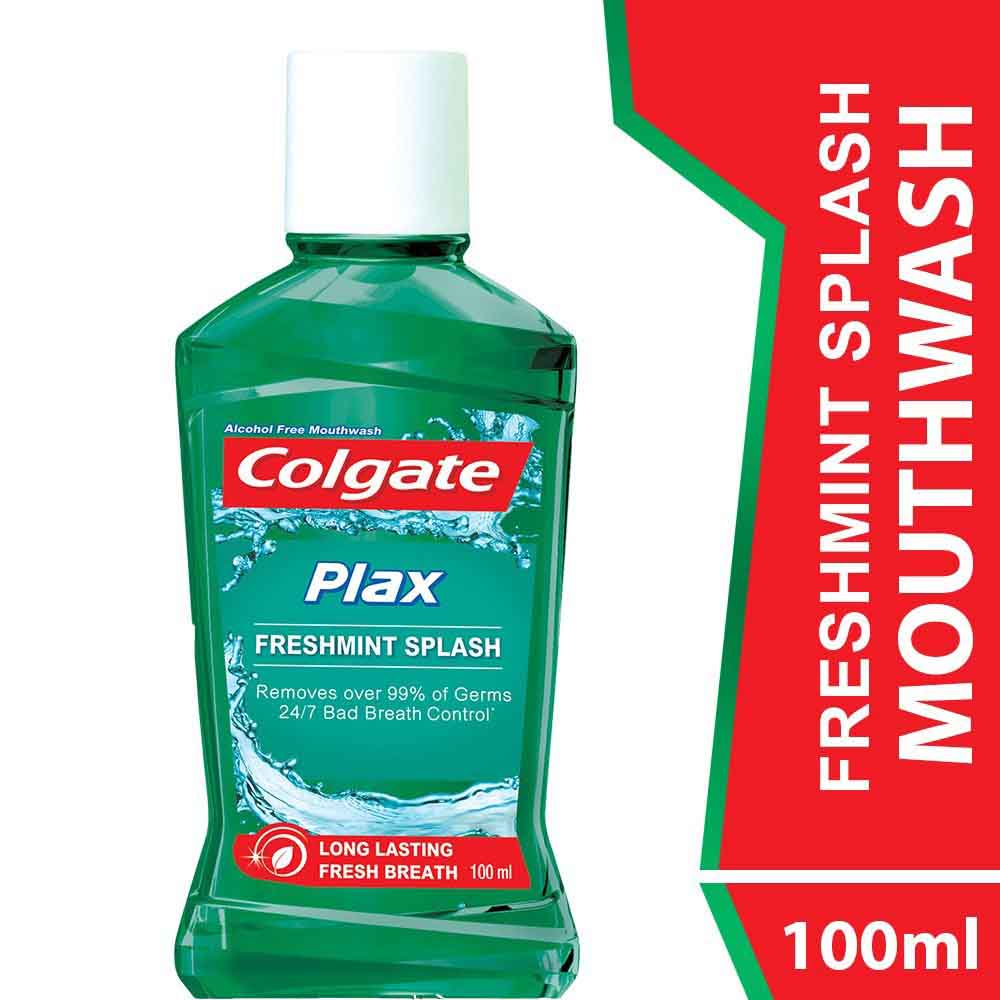 Alcohol Free Mouthwash
Colgate
Plax
FRESHMINT SPLASH
Removes over 99% of Germs
24/7 Bad Breath Control*
LONG LASTING
FRESH BREATH 100 ml
FRESHMINT SPLASH
MOUTHWASH
100ml